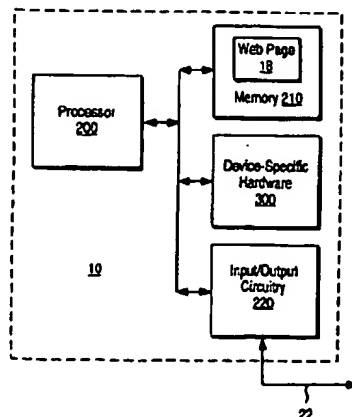 Web Page
18
Memory 210
Processor
200
Device-Specific
Hardware
300
10
Input/Output
Circuitry
220
22